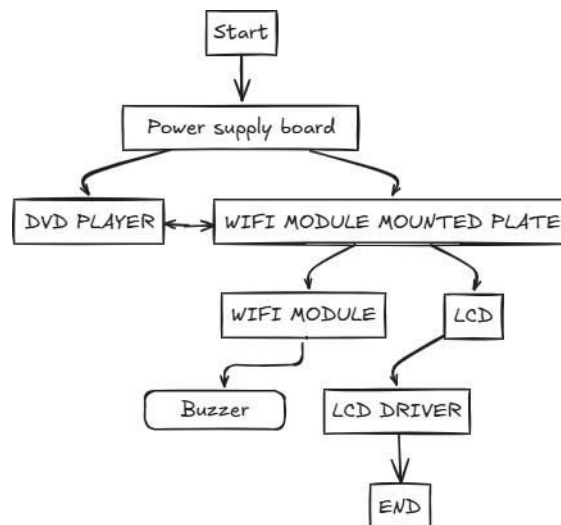 Start
Power supply board
DVD PLAYER
WIFI MODULE MOUNTED PLATE
WIFI MODULE
LCD
Buzzer
LCD DRIVER
END